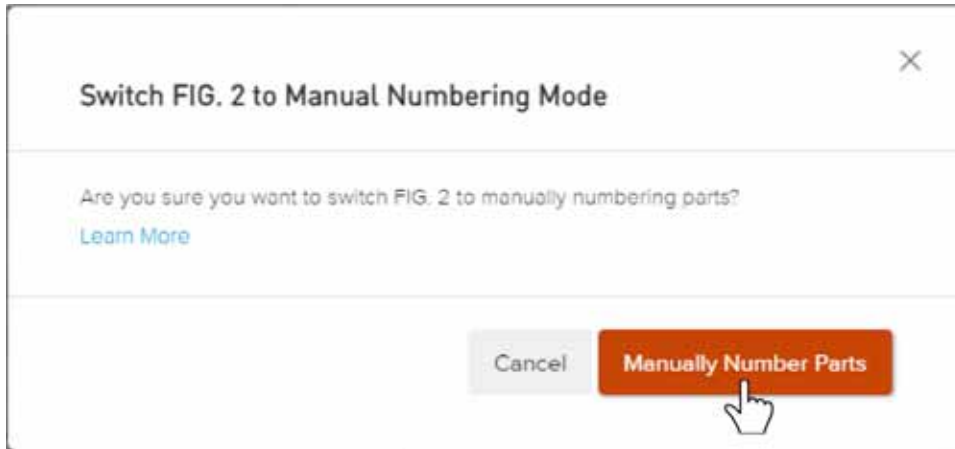 Switch FIG. 2 to Manual Numbering Mode
Are you sure you want to switch FIG. 2 to manually numbering parts?
Learn More
Cancel
Manually Number Parts